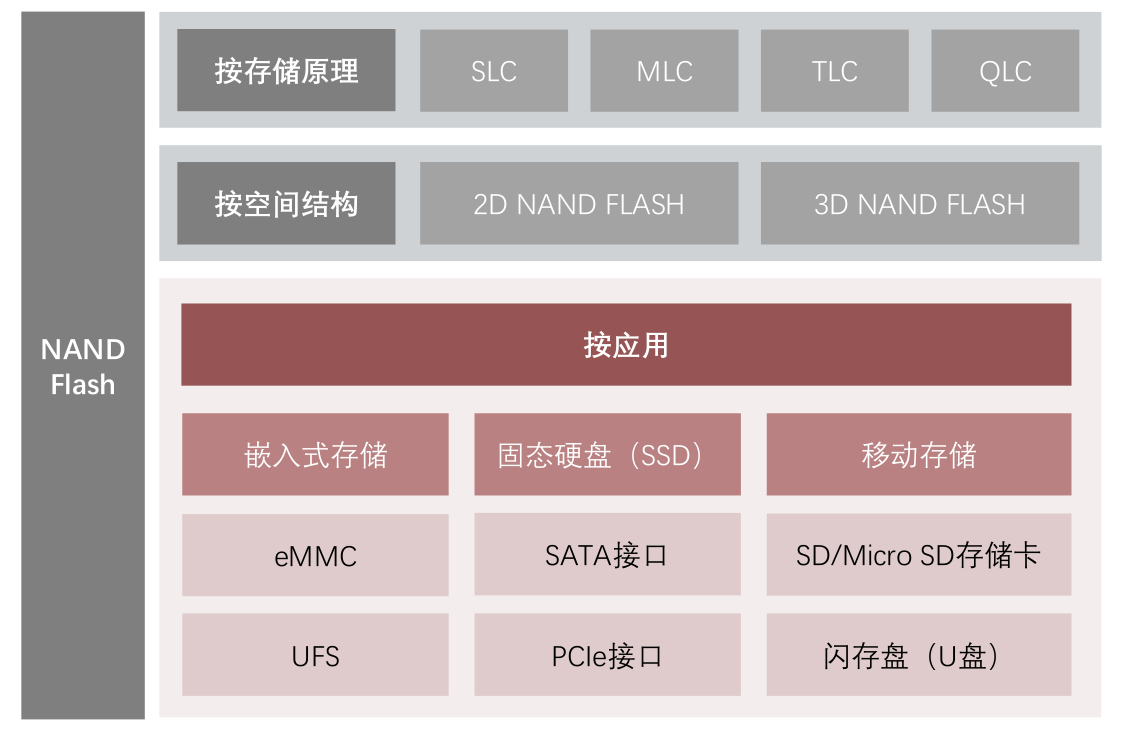 NAND
Flash
按存储原理
SLC
MLC
TLC
QLC
按空间结构
2D NAND FLASH
3D NAND FLASH
按应用
嵌入式存储
固态硬盘（SSD）
移动存储
eMMC
SATA接口
SD/Micro SD存储卡
UFS
PCIe接口
闪存盘（U盘）